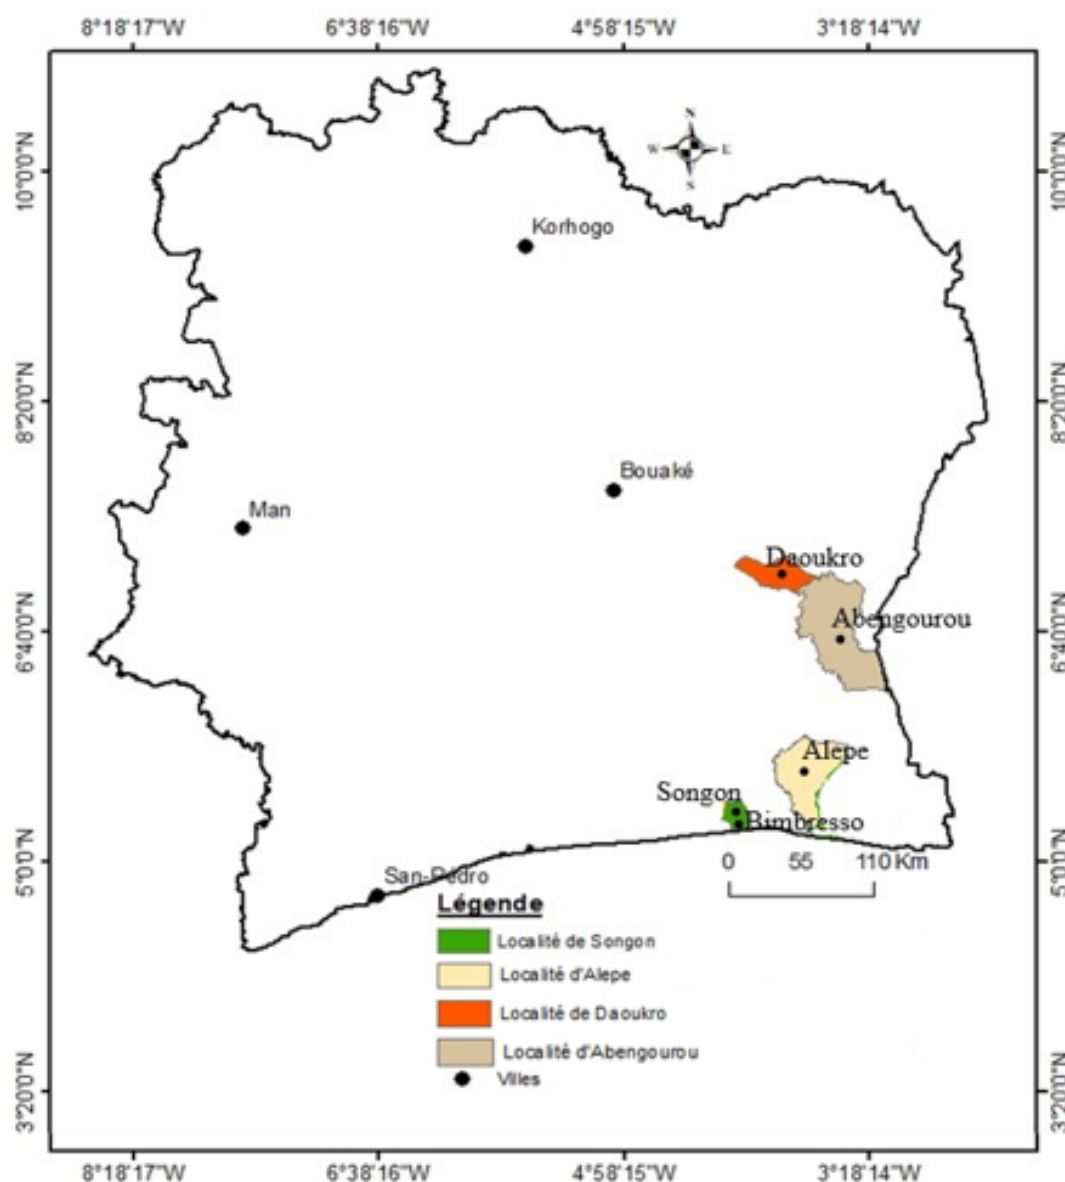 8°18'17"W 6°38'16"W 4°58'15"W 3°18'14"W
N
W E
S
10°0'0"N 10°0'0"N
Korhogo
8°20'0"N 8°20'0"N
Bouaké
Man
Daoukro
Abengourou
6°40'0"N 6°40'0"N
Alepe
Songon
Bimbresso
0 55 110 Km
5°0'0"N 5°0'0"N
San-Pédro
Légende
Localité de Songon
Localité d'Alepe
Localité de Daoukro
Localité d'Abengourou
Villes
3°20'0"N 3°20'0"N
8°18'17"W 6°38'16"W 4°58'15"W 3°18'14"W